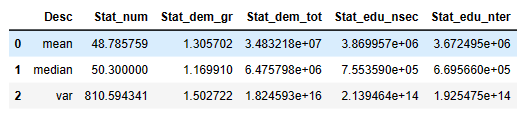 Desc Stat_num Stat_dem_gr Stat_dem_tot Stat_edu_nsec Stat_edu_nter
0 mean 48.785759 1.305702 3.483218e+07 3.869957e+06 3.672495e+06
1 median 50.300000 1.169910 6.475798e+06 7.553590e+05 6.695660e+05
2 var 810.594341 1.502722 1.824593e+16 2.139464e+14 1.925475e+14